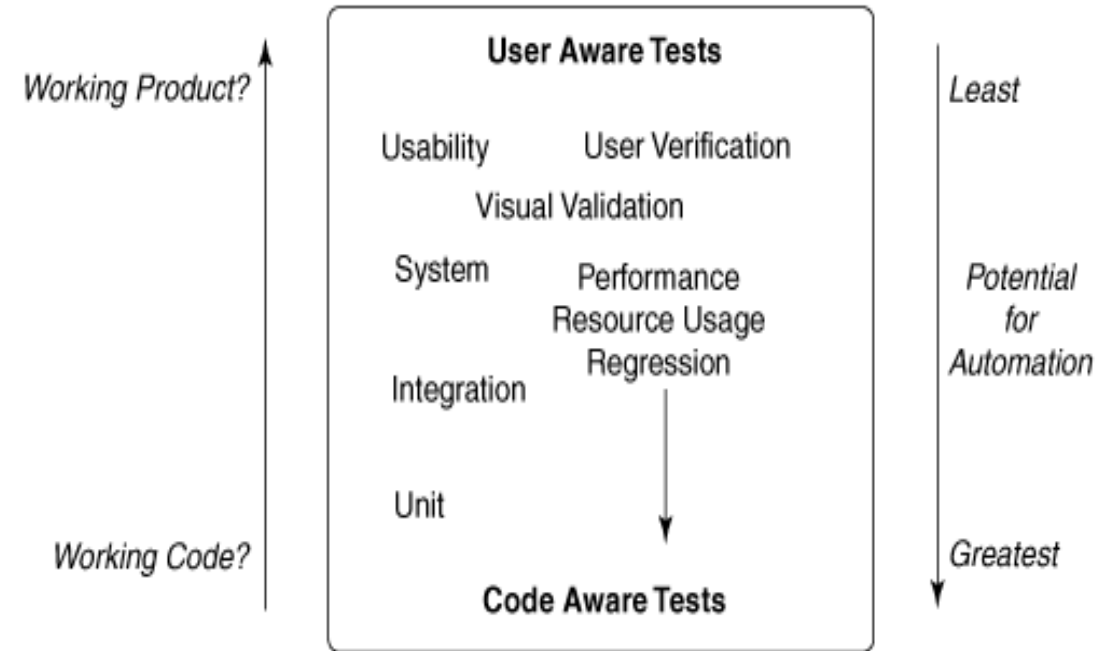 User Aware Tests
Working Product?
Least
Usability
User Verification
Visual Validation
System
Performance
Resource Usage
Regression
Potential
for
Automation
Integration
Unit
Working Code?
Greatest
Code Aware Tests